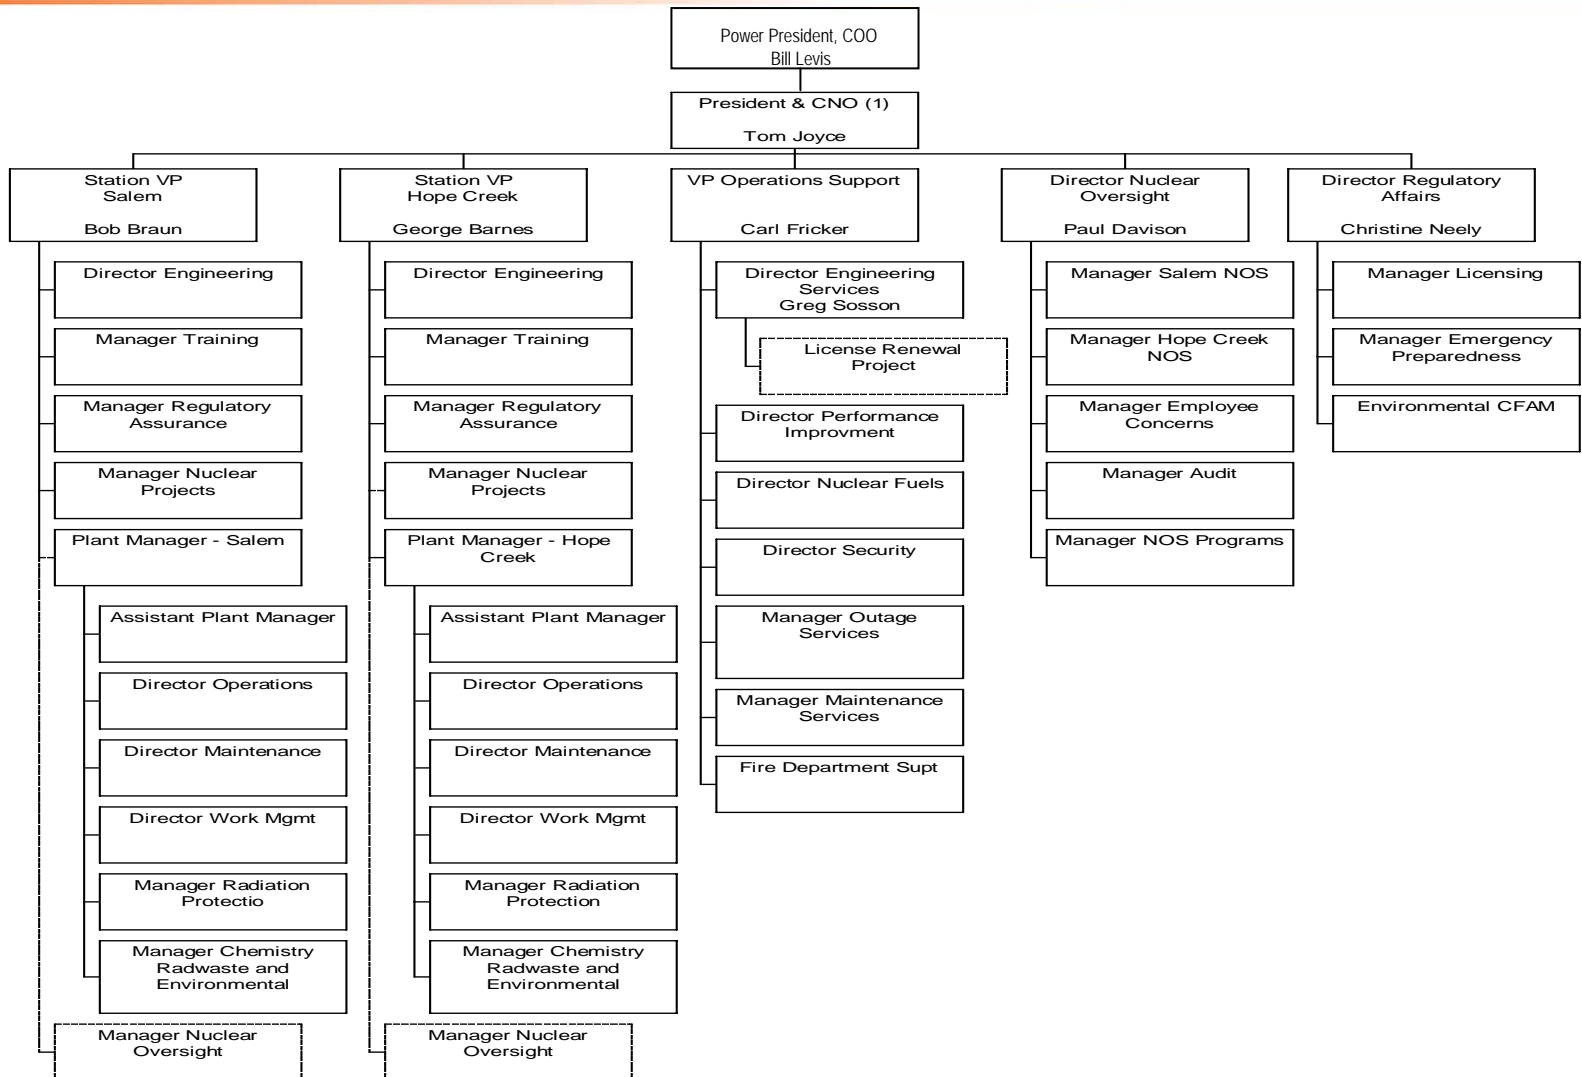 Power President, COO
Bill Levis
President & CNO (1)
Tom Joyce
Station VP
Salem
Bob Braun
Director Engineering
Manager Training
Manager Regulatory
Assurance
Manager Nuclear
Projects
Plant Manager - Salem
Assistant Plant Manager
Director Operations
Director Maintenance
Director Work Mgmt
Manager Radiation
Protectio
Manager Chemistry
Radwaste and
Environmental
Manager Nuclear
Oversight
Station VP
Hope Creek
George Barnes
Director Engineering
Manager Training
Manager Regulatory
Assurance
Manager Nuclear
Projects
Plant Manager - Hope
Creek
Assistant Plant Manager
Director Operations
Director Maintenance
Director Work Mgmt
Manager Radiation
Protection
Manager Chemistry
Radwaste and
Environmental
Manager Nuclear
Oversight
VP Operations Support
Carl Fricker
Director Engineering
Services
Greg Sosson
License Renewal
Project
Director Performance
Improvment
Director Nuclear Fuels
Director Security
Manager Outage
Services
Manager Maintenance
Services
Fire Department Supt
Director Nuclear
Oversight
Paul Davison
Manager Salem NOS
Manager Hope Creek
NOS
Manager Employee
Concerns
Manager Audit
Manager NOS Programs
Director Regulatory
Affairs
Christine Neely
Manager Licensing
Manager Emergency
Preparedness
Environmental CFAM